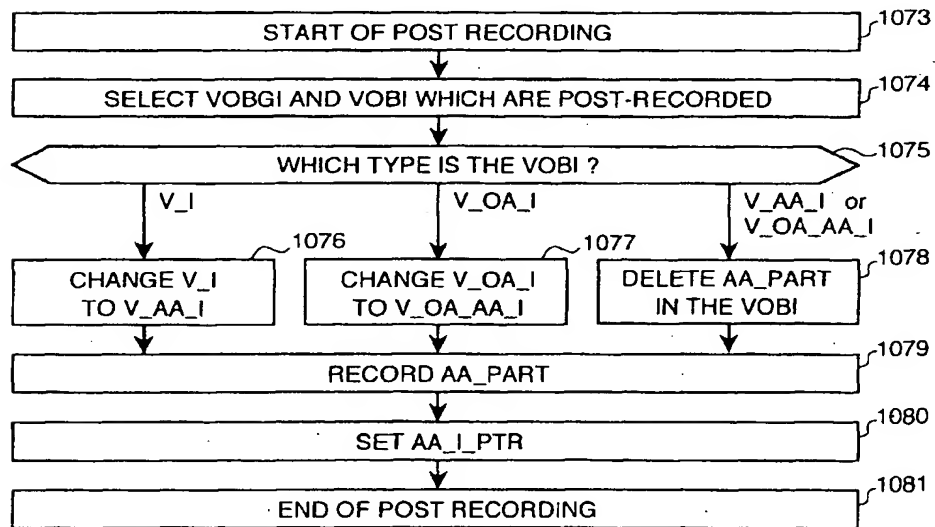 START OF POST RECORDING
1073
SELECT VOBGI AND VOBI WHICH ARE POST-RECORDED
1074
WHICH TYPE IS THE VOBI ?
1075
V_I
V_OA_I
V_AA_I or
V_OA_AA_I
1076
CHANGE V_I
TO V_AA_I
1077
CHANGE V_OA_I
TO V_OA_AA_I
1078
DELETE AA_PART
IN THE VOBI
RECORD AA_PART
1079
SET AA_I_PTR
1080
END OF POST RECORDING
1081